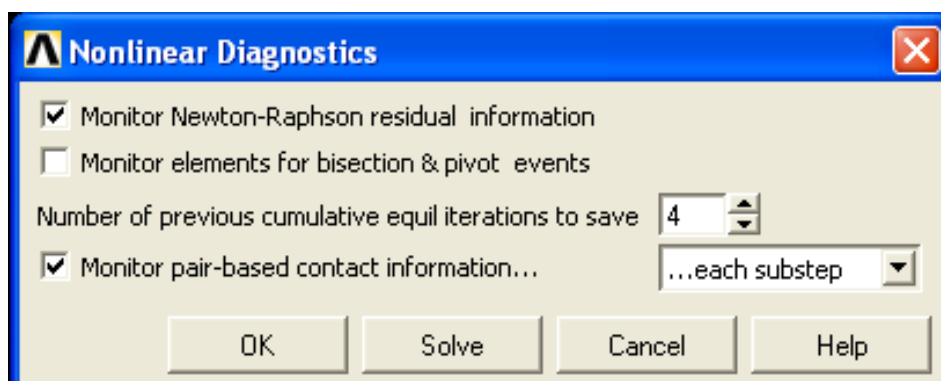 Nonlinear Diagnostics
Monitor Newton-Raphson residual information
Monitor elements for bisection & pivot events
Number of previous cumulative equil iterations to save 4
Monitor pair-based contact information... ...each substep
OK Solve Cancel Help